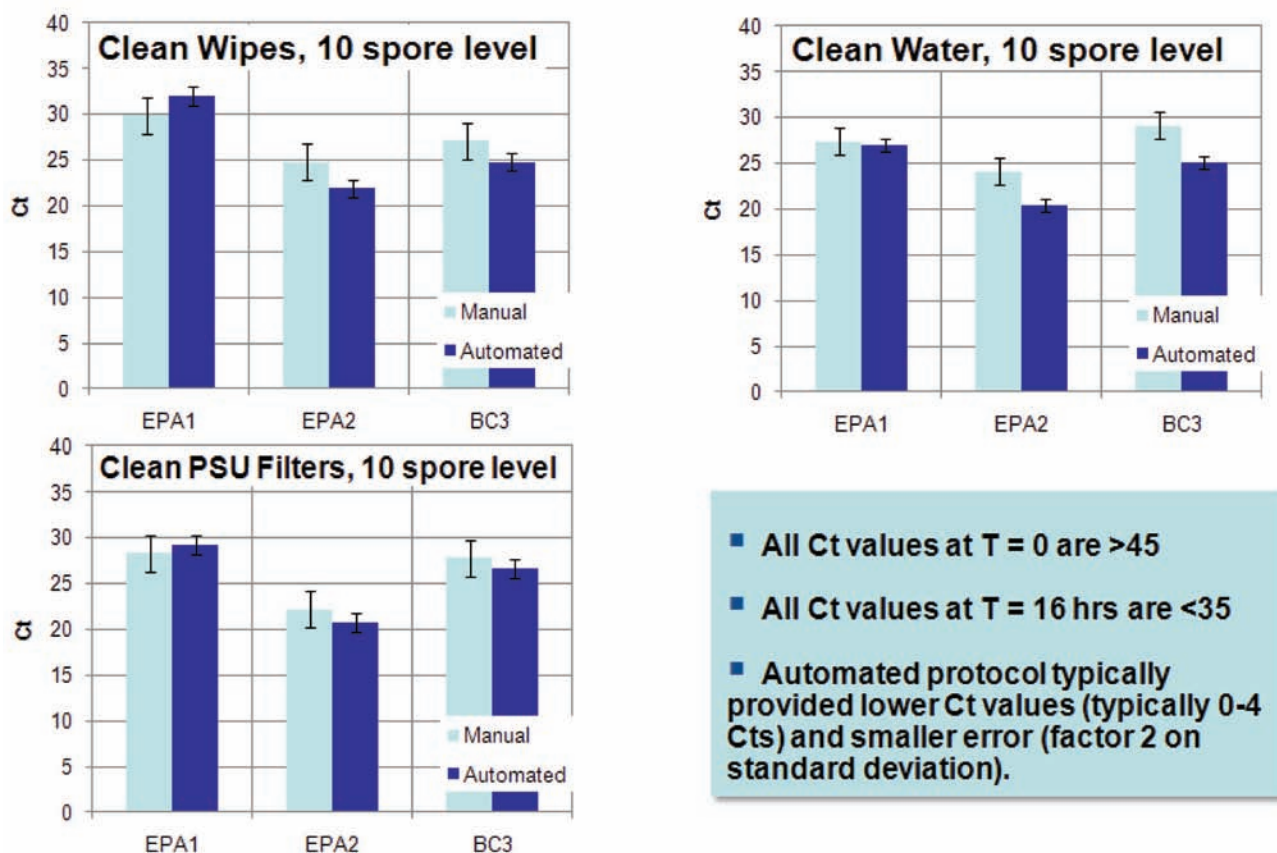 Clean Wipes, 10 spore level
40
35
30
25
20
15
10
5
0
Ct
Manual
Automated
EPA1
EPA2
BC3
Clean Water, 10 spore level
40
35
30
25
20
15
10
5
0
Ct
Manual
Automated
EPA1
EPA2
BC3
Clean PSU Filters, 10 spore level
40
35
30
25
20
15
10
5
0
Ct
Manual
Automated
EPA1
EPA2
BC3
▪ All Ct values at T = 0 are >45
▪ All Ct values at T = 16 hrs are <35
▪ Automated protocol typically
provided lower Ct values (typically 0-4
Cts) and smaller error (factor 2 on
standard deviation).